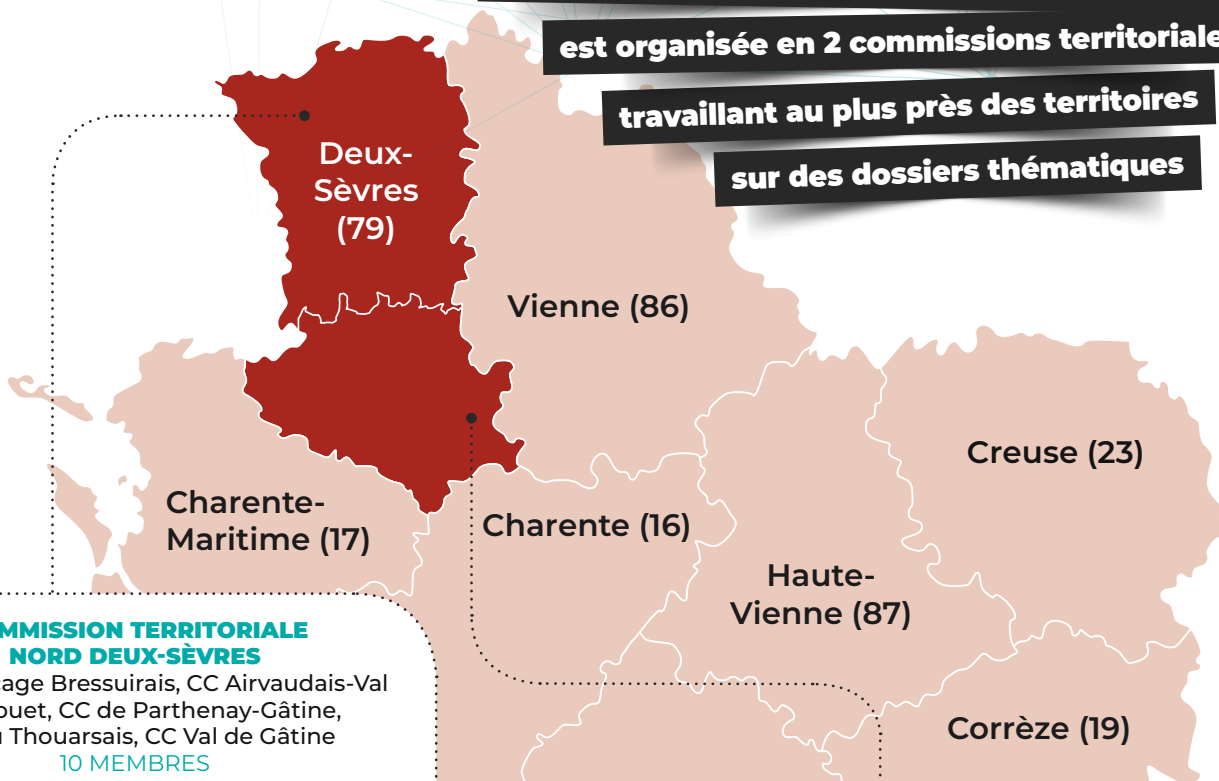 est organisée en 2 commissions territoriale
travaillant au plus près des territoires
sur des dossiers thématiques
Deux-
Sèvres
(79)
Vienne (86)
Creuse (23)
Charente-
Maritime (17)
Charente (16)
Haute-
Vienne (87)
Corrèze (19)
MMISSION TERRITORIALE
NORD DEUX-SÈVRES
age Bressuirais, CC Airvaudais-Val
ouet, CC de Parthenay-Gâtine,
Thouarsais, CC Val de Gâtine
10 MEMBRES